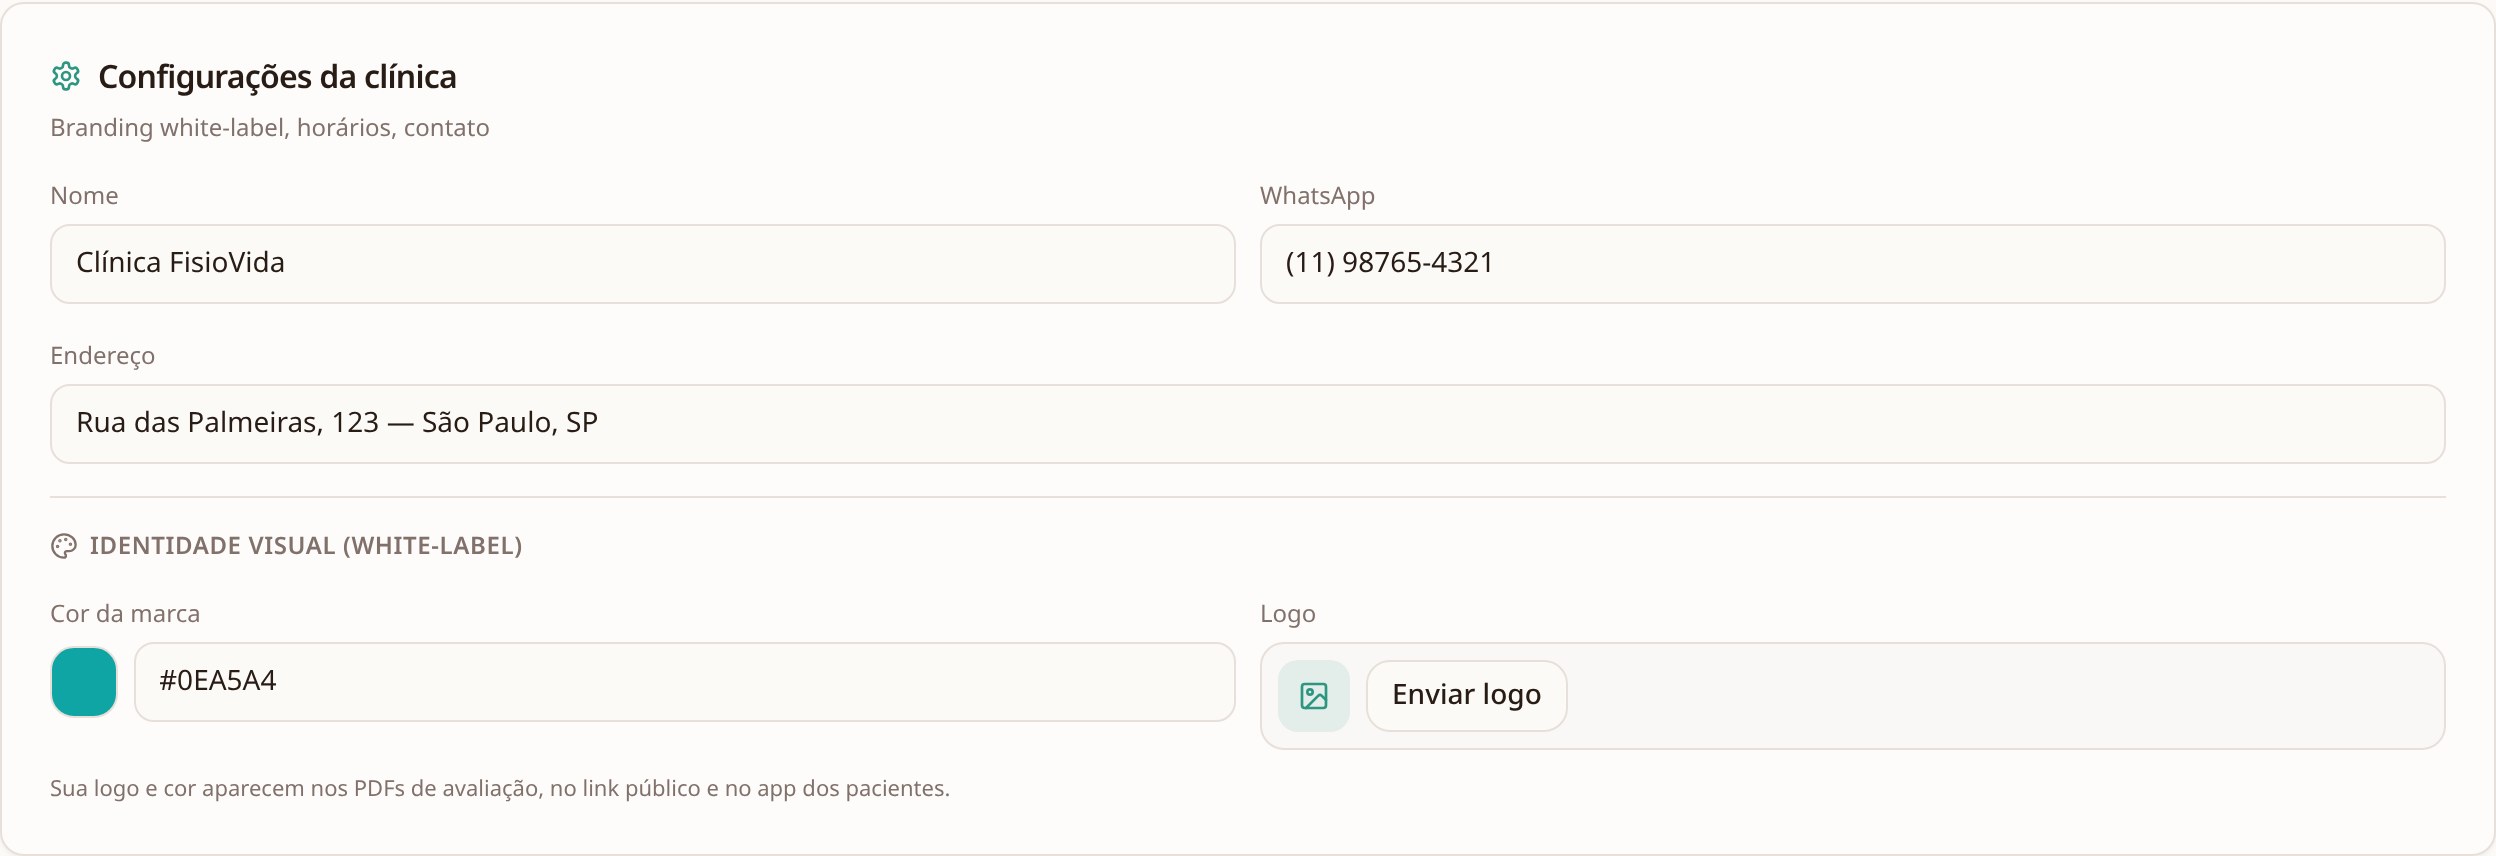 Configurações da clínica
Branding white-label, horários, contato
Nome
Clínica FisioVida
WhatsApp
(11) 98765-4321
Endereço
Rua das Palmeiras, 123 — São Paulo, SP
IDENTIDADE VISUAL (WHITE-LABEL)
Cor da marca
#0EA5A4
Logo
Enviar logo
Sua logo e cor aparecem nos PDFs de avaliação, no link público e no app dos pacientes.